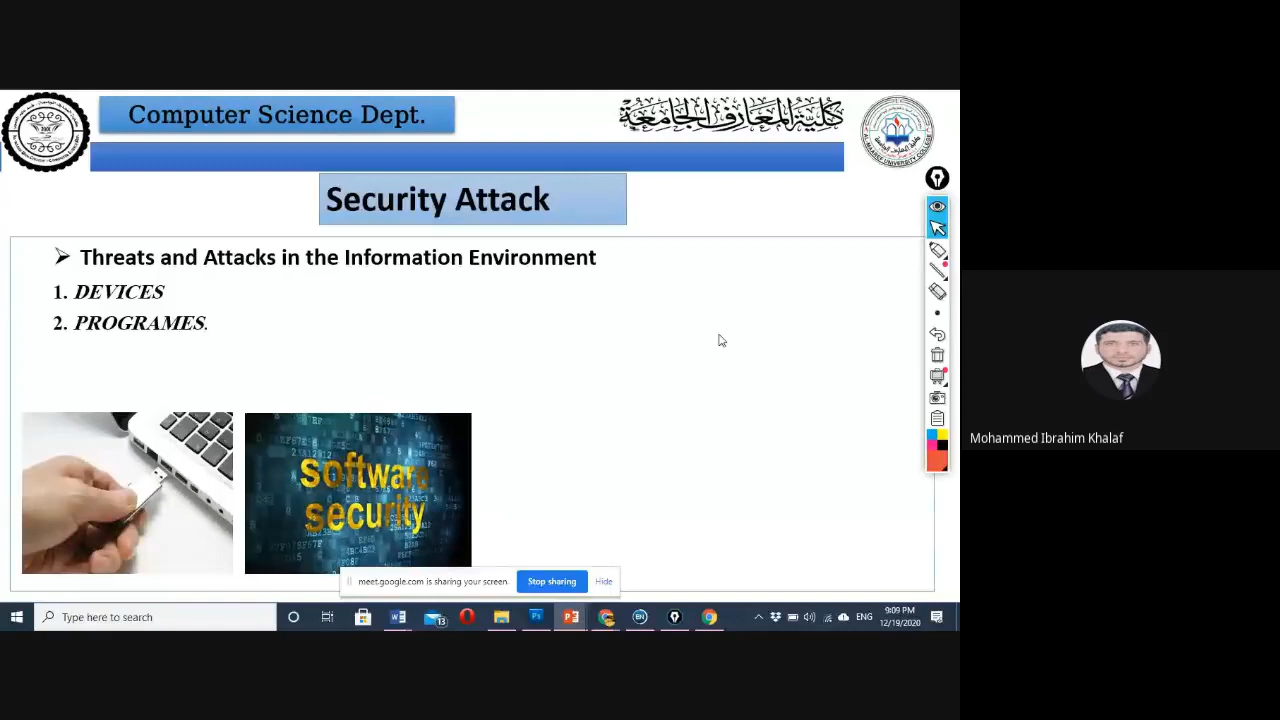 Computer Science Dept.
كلية المعارف الجامعة
Security Attack
➢ Threats and Attacks in the Information Environment
1. DEVICES
2. PROGRAMES.
software
security
Mohammed Ibrahim Khalaf
meet.google.com is sharing your screen.
Stop sharing
Hide
Type here to search
13
ENG
9:09 PM
12/19/2020